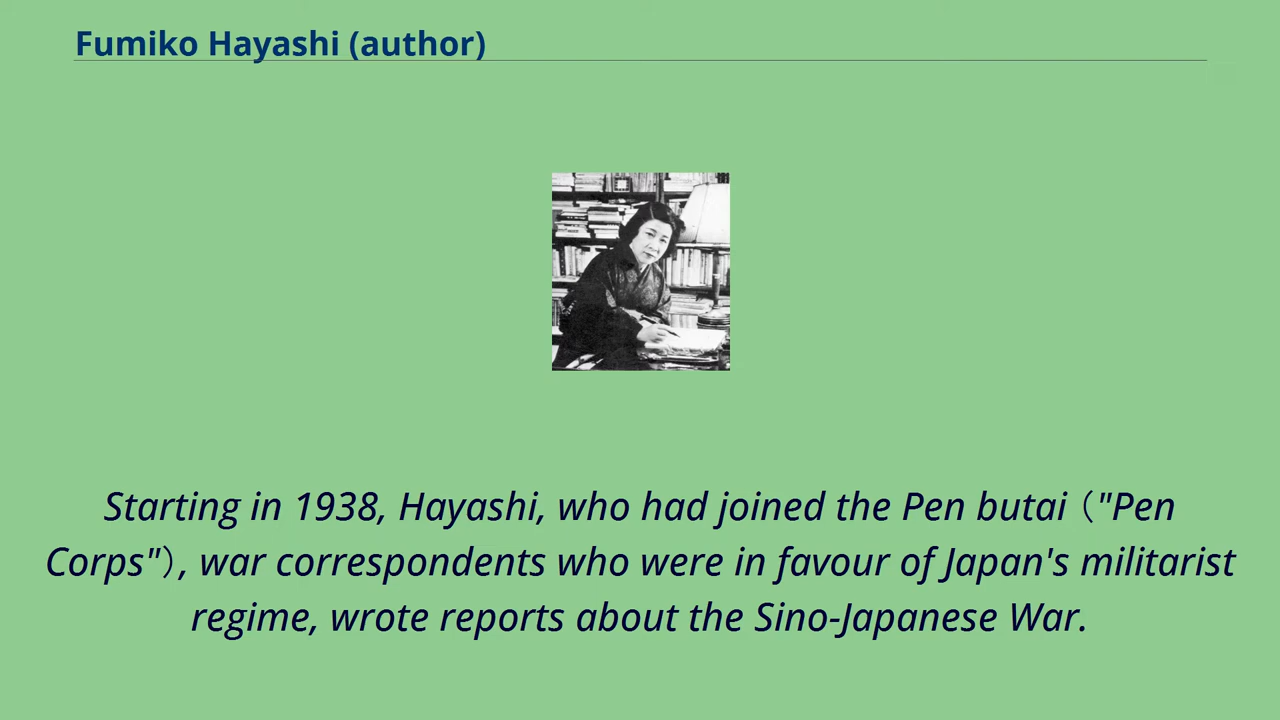 Fumiko Hayashi (author)
Starting in 1938, Hayashi, who had joined the Pen butai（"Pen
Corps"）, war correspondents who were in favour of Japan's militarist
regime, wrote reports about the Sino-Japanese War.